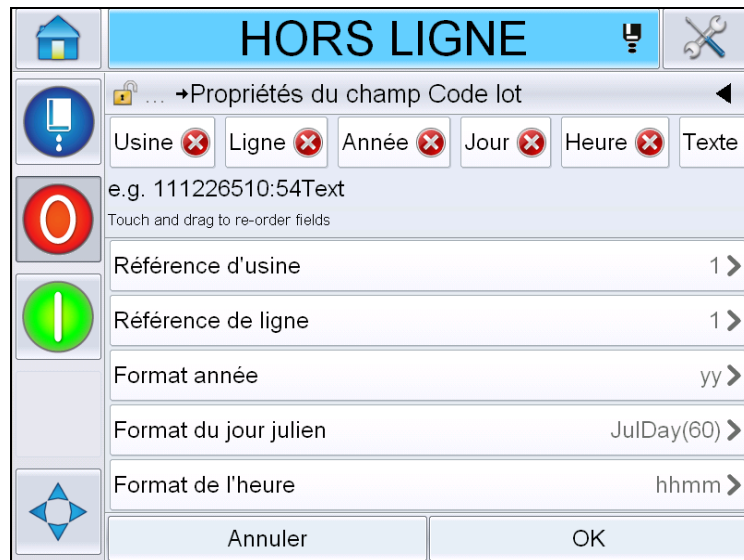 HORS LIGNE
... →Propriétés du champ Code lot
Usine Ligne Année Jour Heure Texte
e.g. 111226510:54Text
Touch and drag to re-order fields
Référence d'usine 1
Référence de ligne 1
Format année yy
Format du jour julien JulDay(60)
Format de l'heure hhmm
Annuler OK